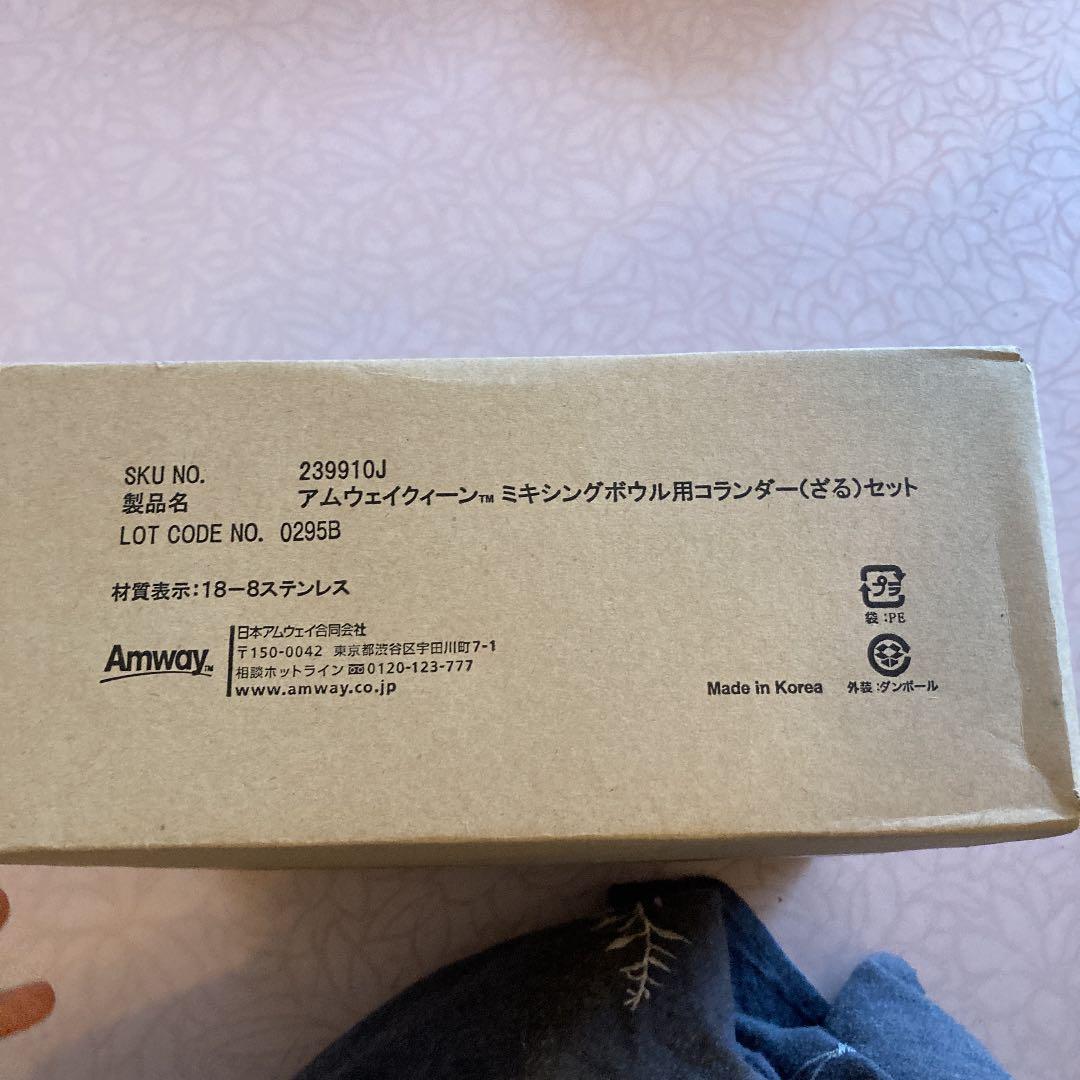 SKU NO. 239910J
製品名 アムウェイクィーン™ ミキシングボウル用コランダー(ざる)セット
LOT CODE NO. 0295B
材質表示:18-8ステンレス
Amway™
日本アムウェイ合同会社
〒150-0042 東京都渋谷区宇田川町7-1
相談ホットライン 0120-123-777
www.amway.co.jp
Made in Korea
プラ
袋:PE
外装:ダンボール